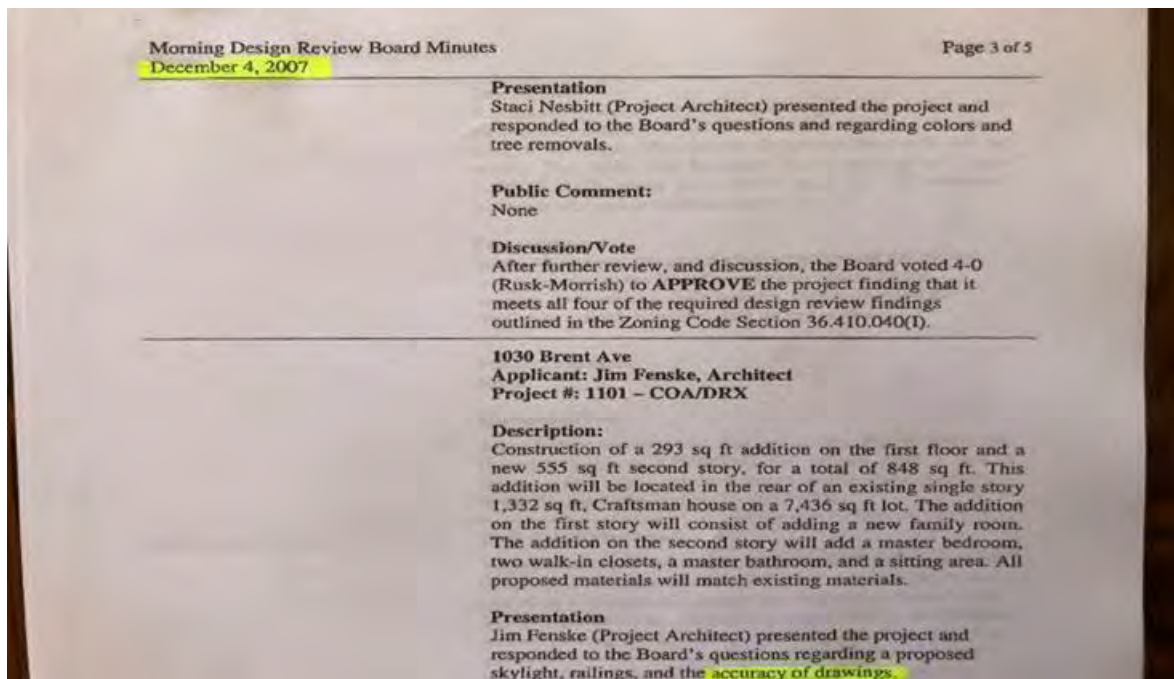 Morning Design Review Board Minutes Page 3 of 5
December 4, 2007
Presentation
Staci Nesbitt (Project Architect) presented the project and
responded to the Board's questions and regarding colors and
tree removals.
Public Comment:
None
Discussion/Vote
After further review, and discussion, the Board voted 4-0
(Rusk-Morrish) to APPROVE the project finding that it
meets all four of the required design review findings
outlined in the Zoning Code Section 36.410.040(I).
1030 Brent Ave
Applicant: Jim Fenske, Architect
Project #: 1101 – COA/DRX
Description:
Construction of a 293 sq ft addition on the first floor and a
new 555 sq ft second story, for a total of 848 sq ft. This
addition will be located in the rear of an existing single story
1,332 sq ft, Craftsman house on a 7,436 sq ft lot. The addition
on the first story will consist of adding a new family room.
The addition on the second story will add a master bedroom,
two walk-in closets, a master bathroom, and a sitting area. All
proposed materials will match existing materials.
Presentation
Jim Fenske (Project Architect) presented the project and
responded to the Board's questions regarding a proposed
skylight, railings, and the accuracy of drawings.